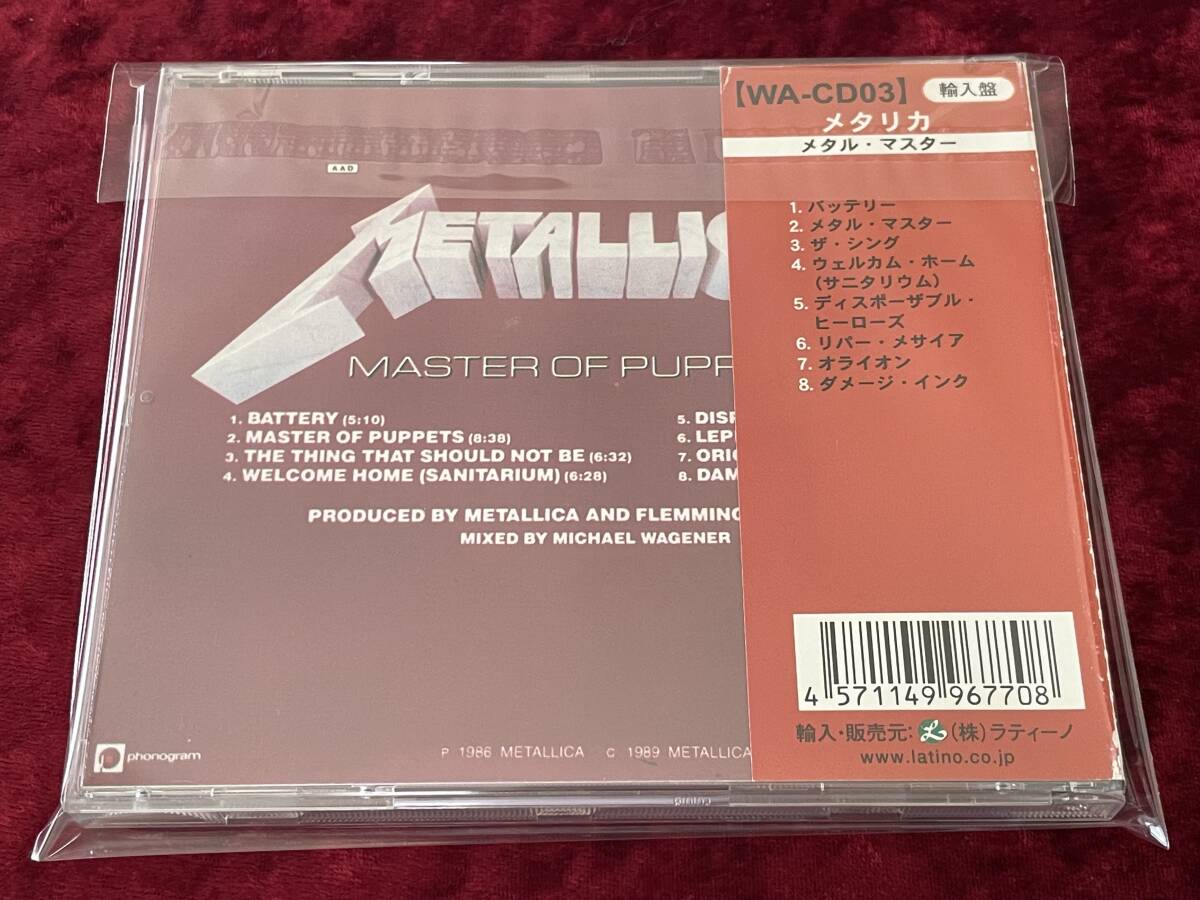 AAD
METALLIC
MASTER OF PUPP
1. BATTERY (5:10)
2. MASTER OF PUPPETS (8:38)
3. THE THING THAT SHOULD NOT BE (6:32)
4. WELCOME HOME (SANITARIUM) (6:28)
5. DISP
6. LEP
7. ORIO
8. DAM
PRODUCED BY METALLICA AND FLEMMING
MIXED BY MICHAEL WAGENER
phonogram
P 1986 METALLICA C 1989 METALLICA
【WA-CD03】 輸入盤
メタリカ
メタル・マスター
1. バッテリー
2. メタル・マスター
3. ザ・シング
4. ウェルカム・ホーム
(サニタリウム)
5. ディスポーザブル・
ヒーローズ
6. リパー・メサイア
7. オライオン
8. ダメージ・インク
4 571149 967708
輸入・販売元: (株)ラティーノ
www.latino.co.jp